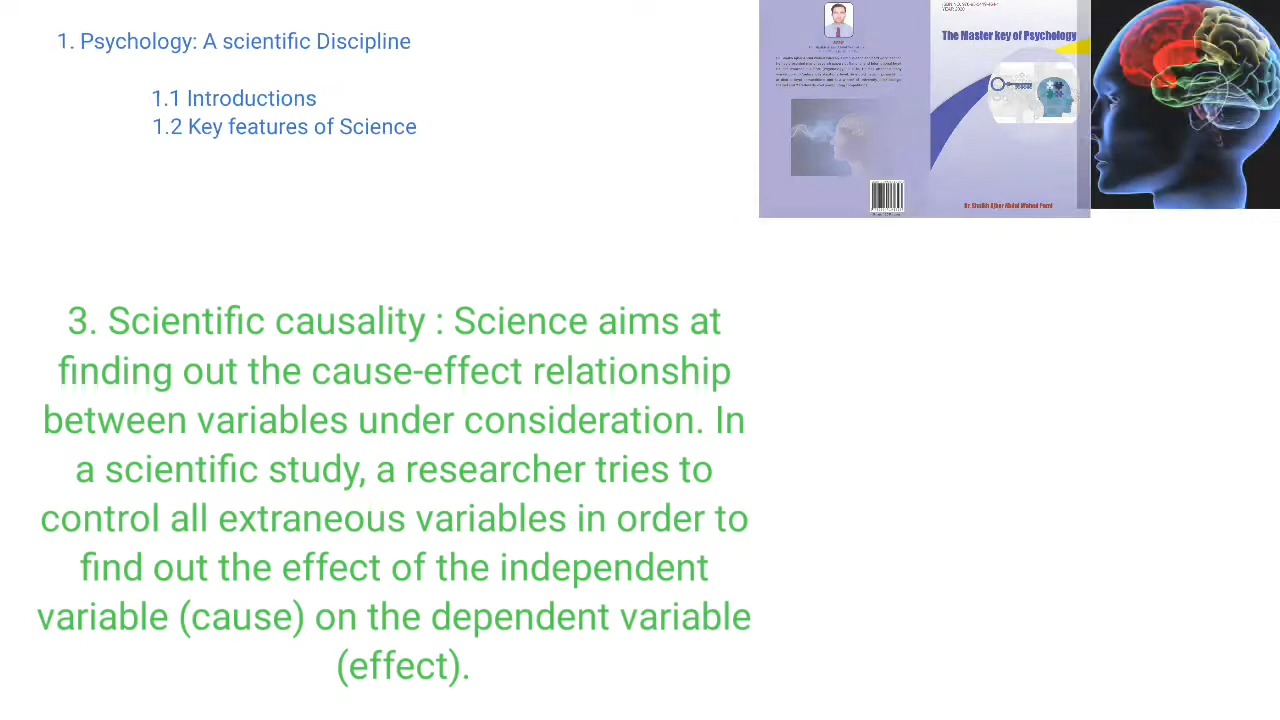 1. Psychology: A scientific Discipline
1.1 Introductions
1.2 Key features of Science
YEAR 2020
The Master key of Psychology
3. Scientific causality : Science aims at
finding out the cause-effect relationship
between variables under consideration. In
a scientific study, a researcher tries to
control all extraneous variables in order to
find out the effect of the independent
variable (cause) on the dependent variable
(effect).